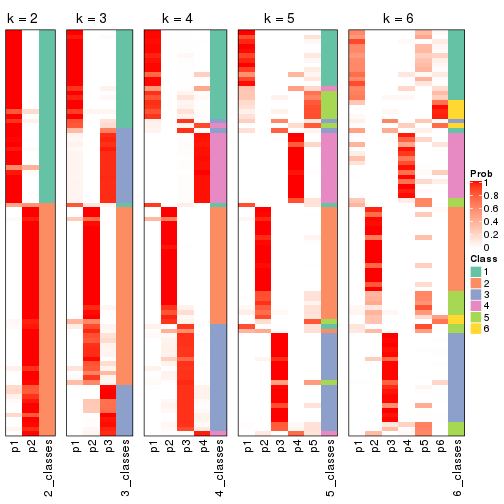 k = 2
k = 3
k = 4
k = 5
k = 6
Prob
1
0.8
0.6
0.4
0.2
0
Class
1
2
3
4
5
6
p1
p2
2_classes
p1
p2
p3
3_classes
p1
p2
p3
p4
4_classes
p1
p2
p3
p4
p5
5_classes
p1
p2
p3
p4
p5
p6
6_classes